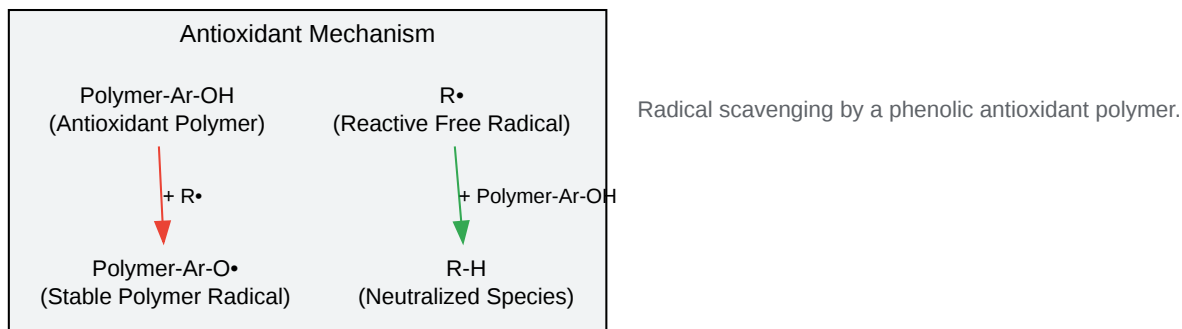 Antioxidant Mechanism
Polymer-Ar-OH
(Antioxidant Polymer)
R•
(Reactive Free Radical)
+ R•
+ Polymer-Ar-OH
Polymer-Ar-O•
(Stable Polymer Radical)
R-H
(Neutralized Species)
Radical scavenging by a phenolic antioxidant polymer.